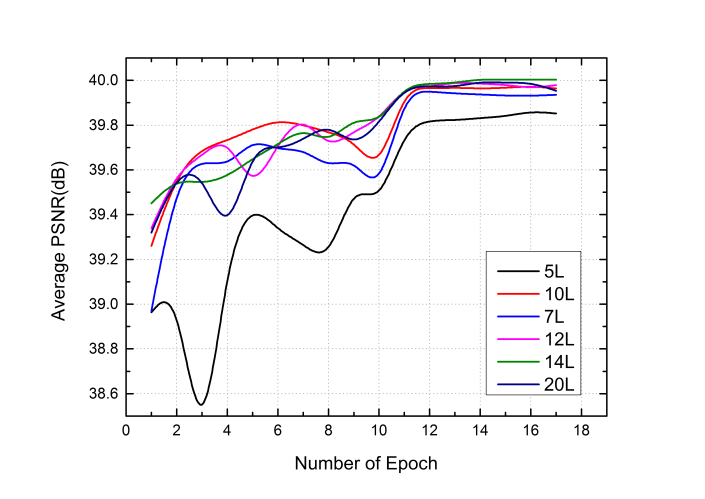 40.0
39.8
39.6
39.4
39.2
39.0
38.8
38.6
Average PSNR(dB)
0 2 4 6 8 10 12 14 16 18
Number of Epoch
5L
10L
7L
12L
14L
20L